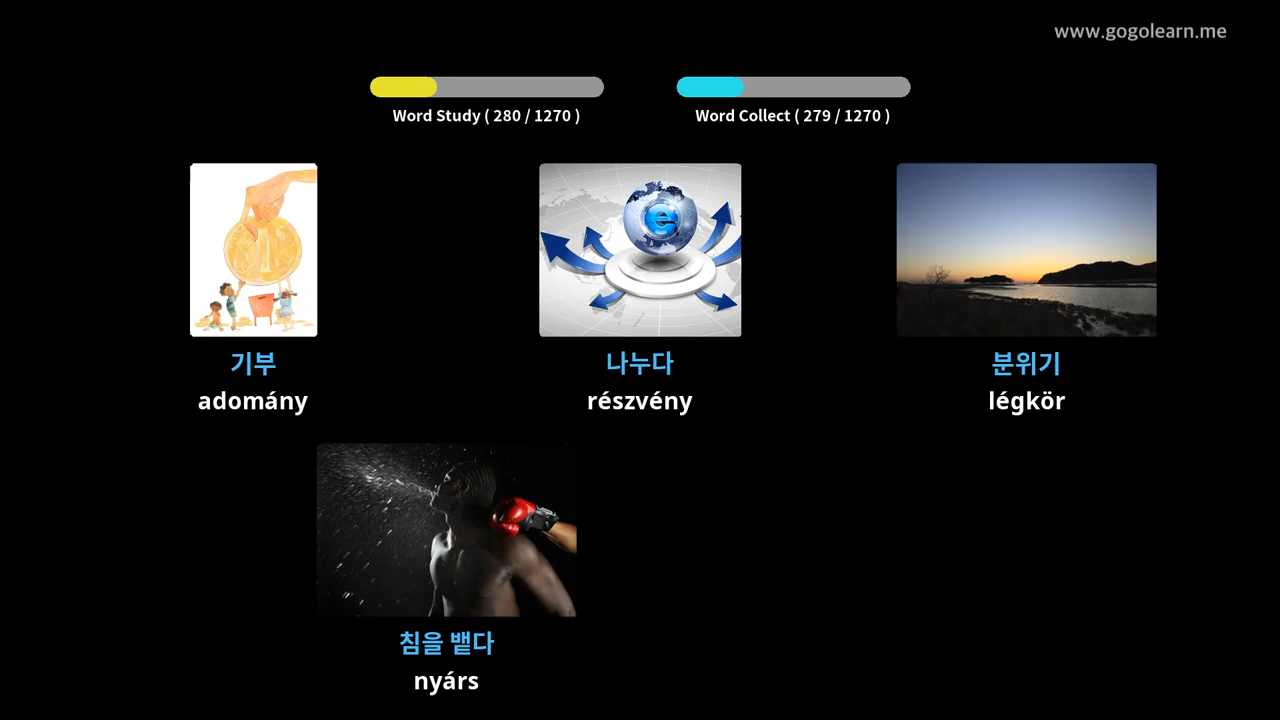 www.gogolearn.me
Word Study ( 280 / 1270 )
Word Collect ( 279 / 1270 )
e
기부
adomány
나누다
részvény
분위기
légkör
침을 뱉다
nyárs